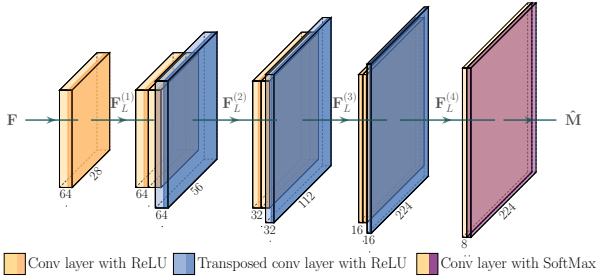 F F_L^(1) F_L^(2) F_L^(3) F_L^(4) M̂
64 28
64 64 56
32 32 112
16 16 224
8 224
Conv layer with ReLU Transposed conv layer with ReLU Conv layer with SoftMax